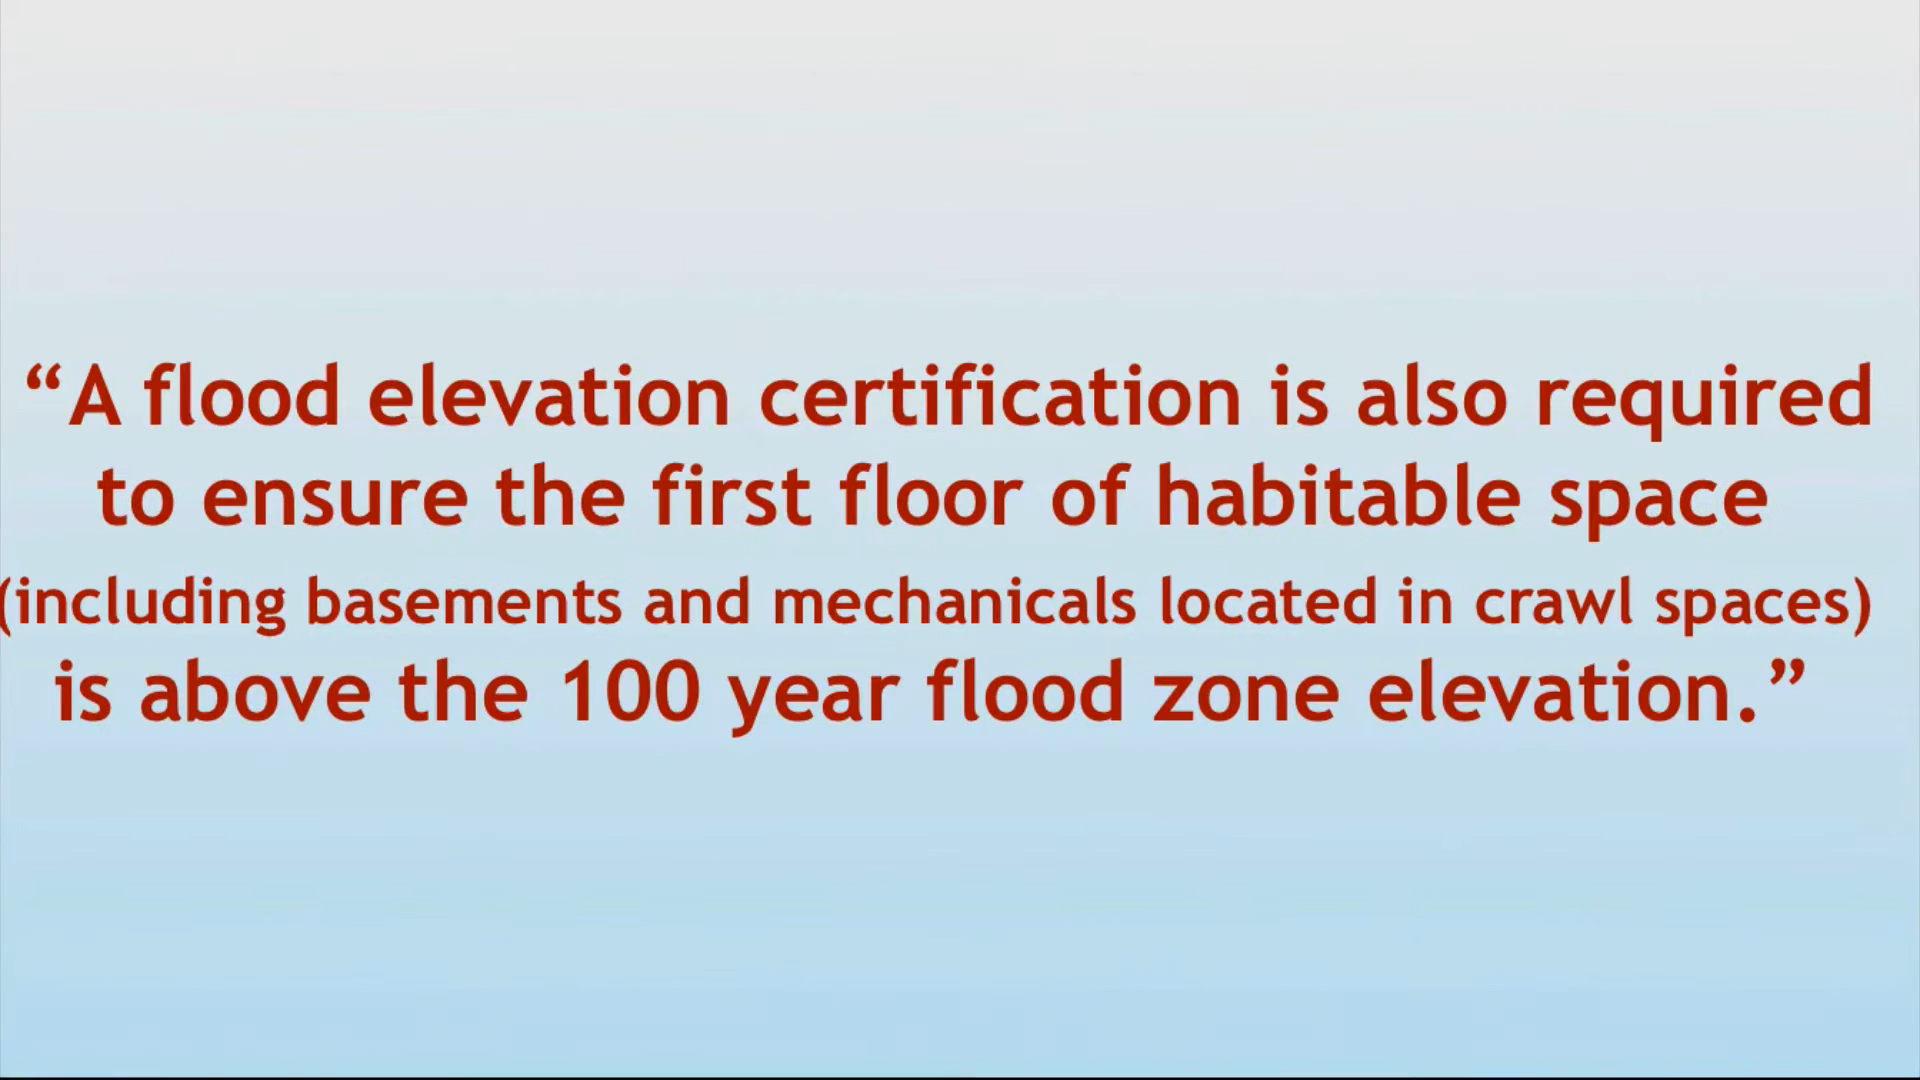 “A flood elevation certification is also required
to ensure the first floor of habitable space
(including basements and mechanicals located in crawl spaces)
is above the 100 year flood zone elevation.”